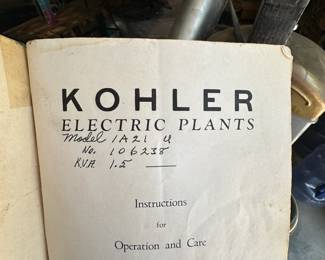 KOHLER
ELECTRIC PLANTS
Model 1A21 U
No. 106238
KVA 1.5
Instructions
for
Operation and Care